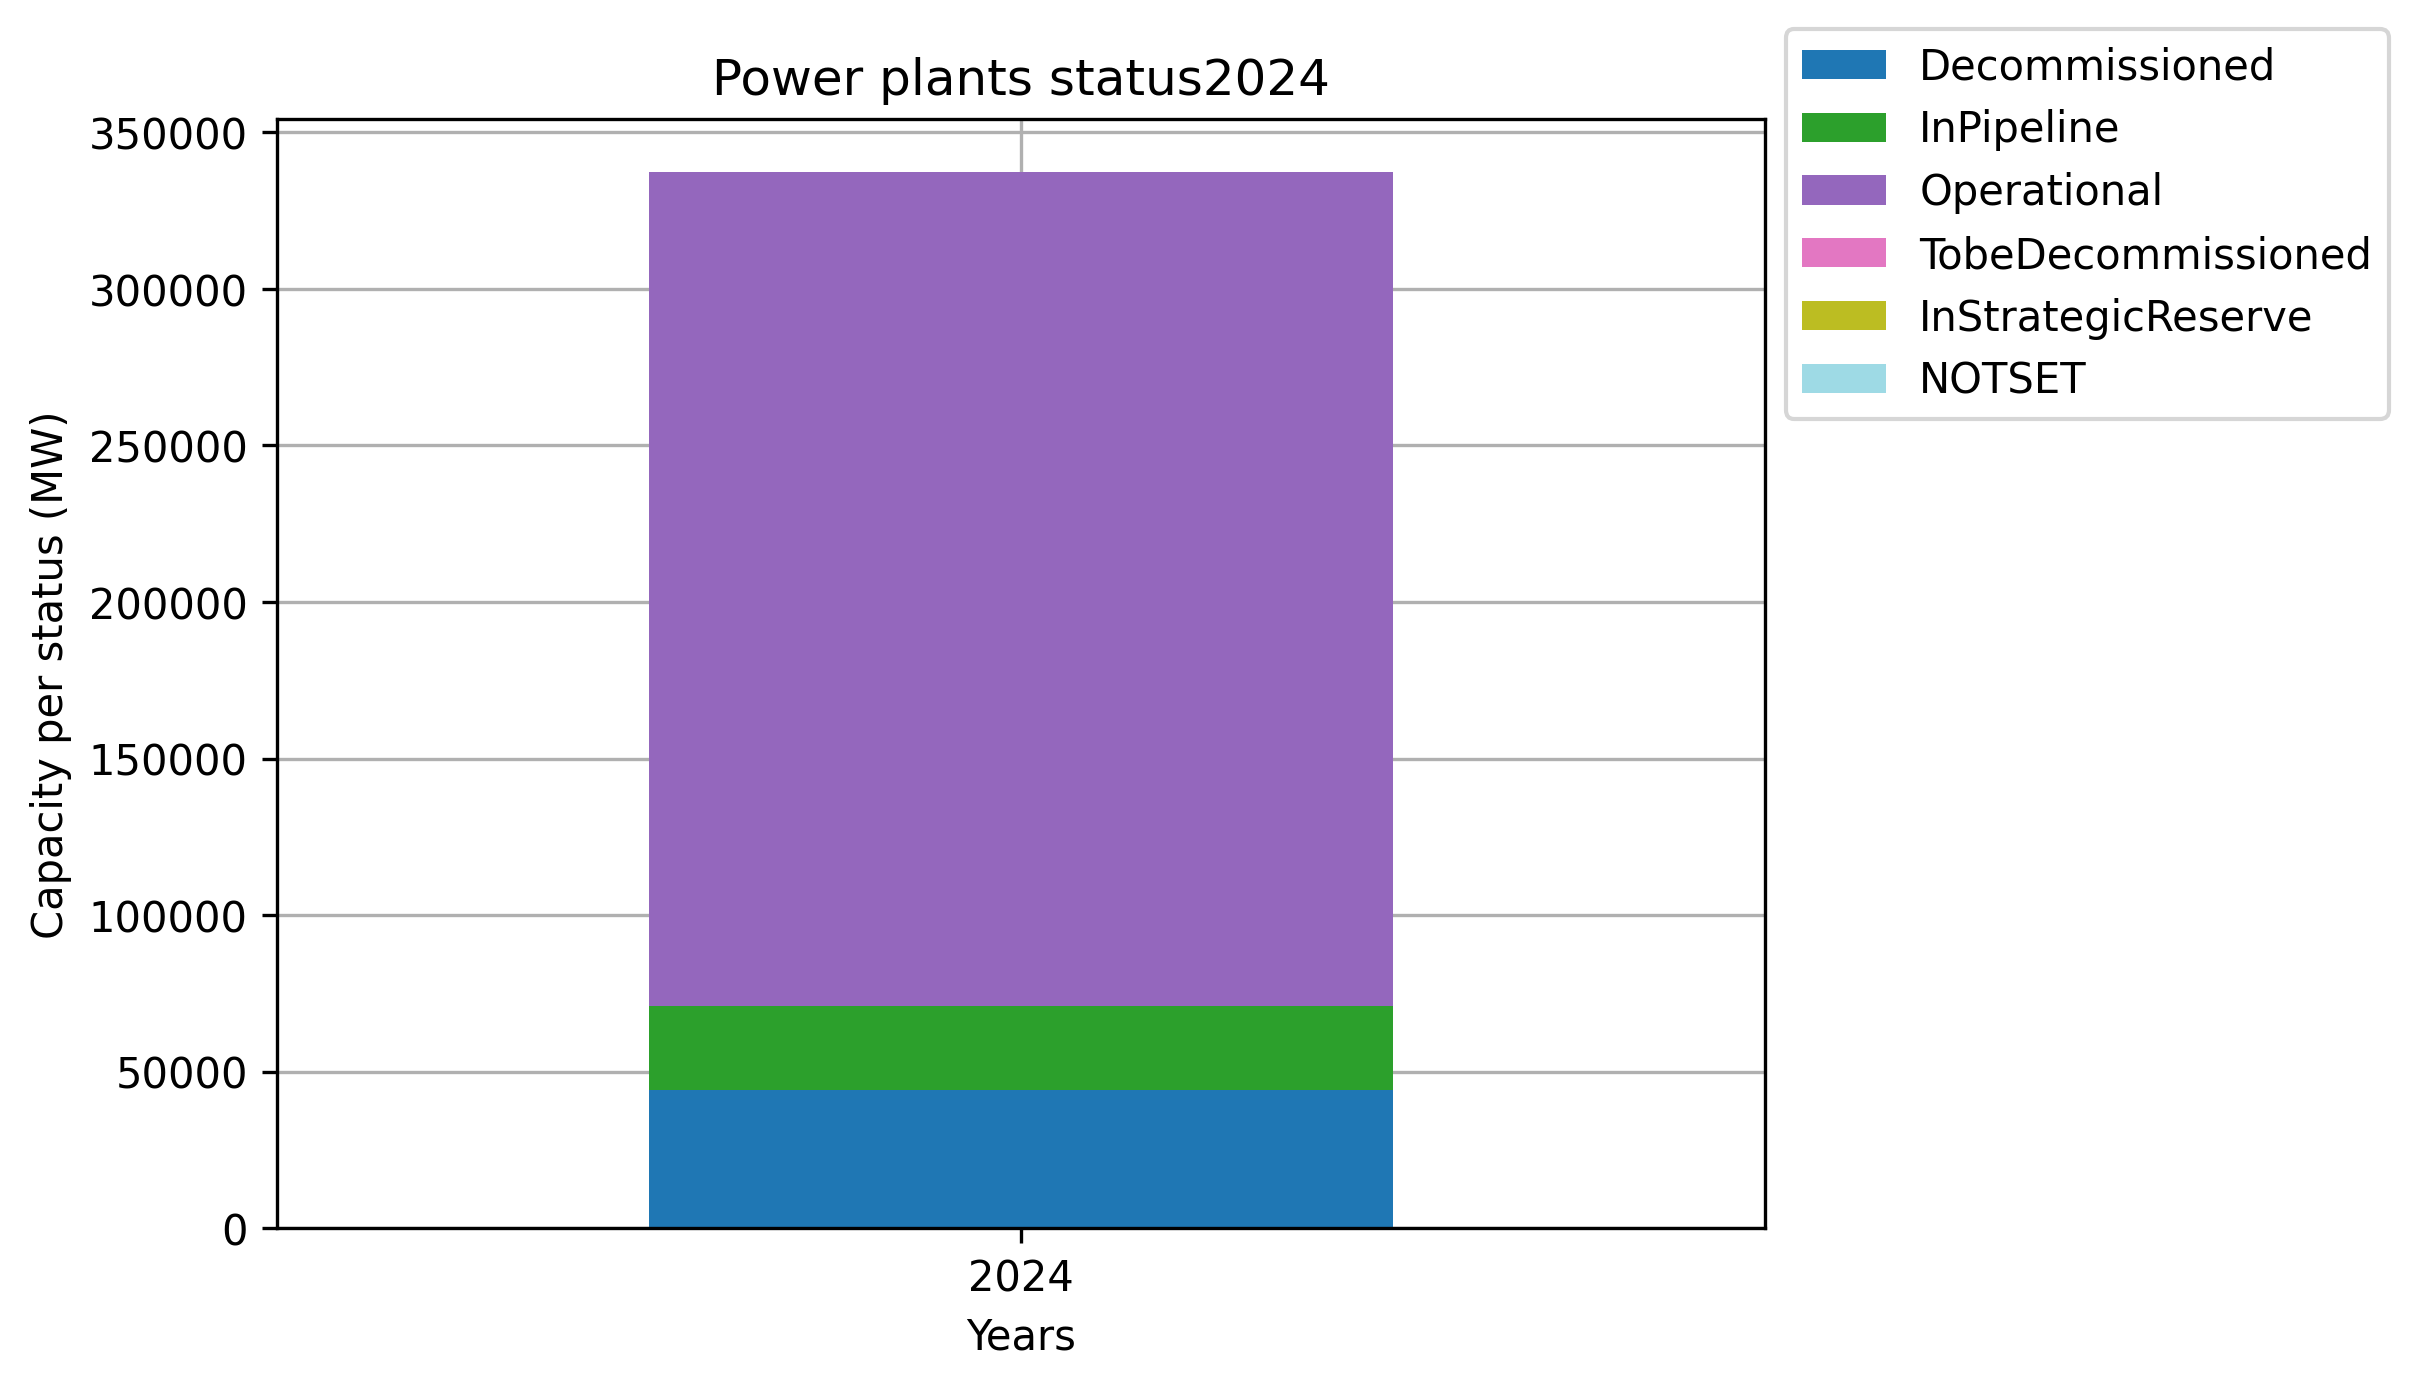 Power plants status2024
Decommissioned
InPipeline
Operational
TobeDecommissioned
InStrategicReserve
NOTSET
350000
300000
250000
200000
150000
100000
50000
0
Capacity per status (MW)
2024
Years